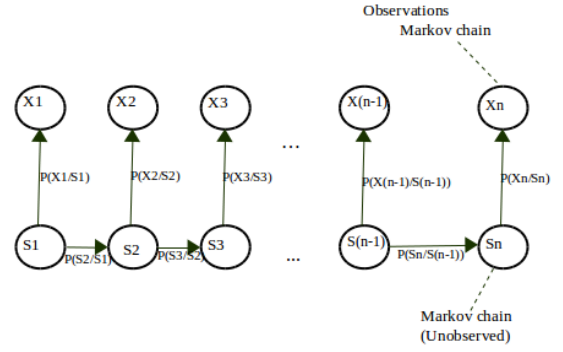 Observations
Markov chain
X1 X2 X3 X(n-1) Xn
...
P(X1/S1) P(X2/S2) P(X3/S3) P(X(n-1)/S(n-1)) P(Xn/Sn)
S1 S2 S3 S(n-1) Sn
...
P(S2/S1) P(S3/S2) P(Sn/S(n-1))
Markov chain
(Unobserved)